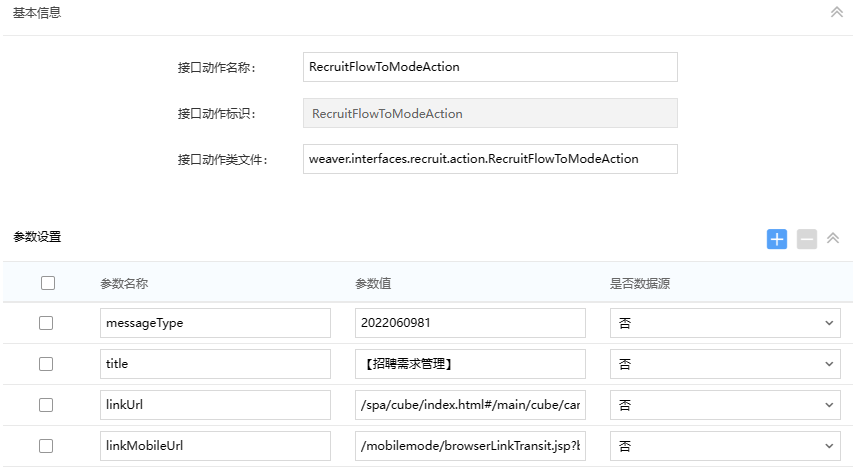 基本信息
接口动作名称：
RecruitFlowToModeAction
接口动作标识：
RecruitFlowToModeAction
接口动作类文件：
weaver.interfaces.recruit.action.RecruitFlowToModeAction
参数设置
参数名称 参数值 是否数据源
messageType 2022060981 否
title 【招聘需求管理】 否
linkUrl /spa/cube/index.html#/main/cube/car 否
linkMobileUrl /mobilemode/browserLinkTransit.jsp?b 否